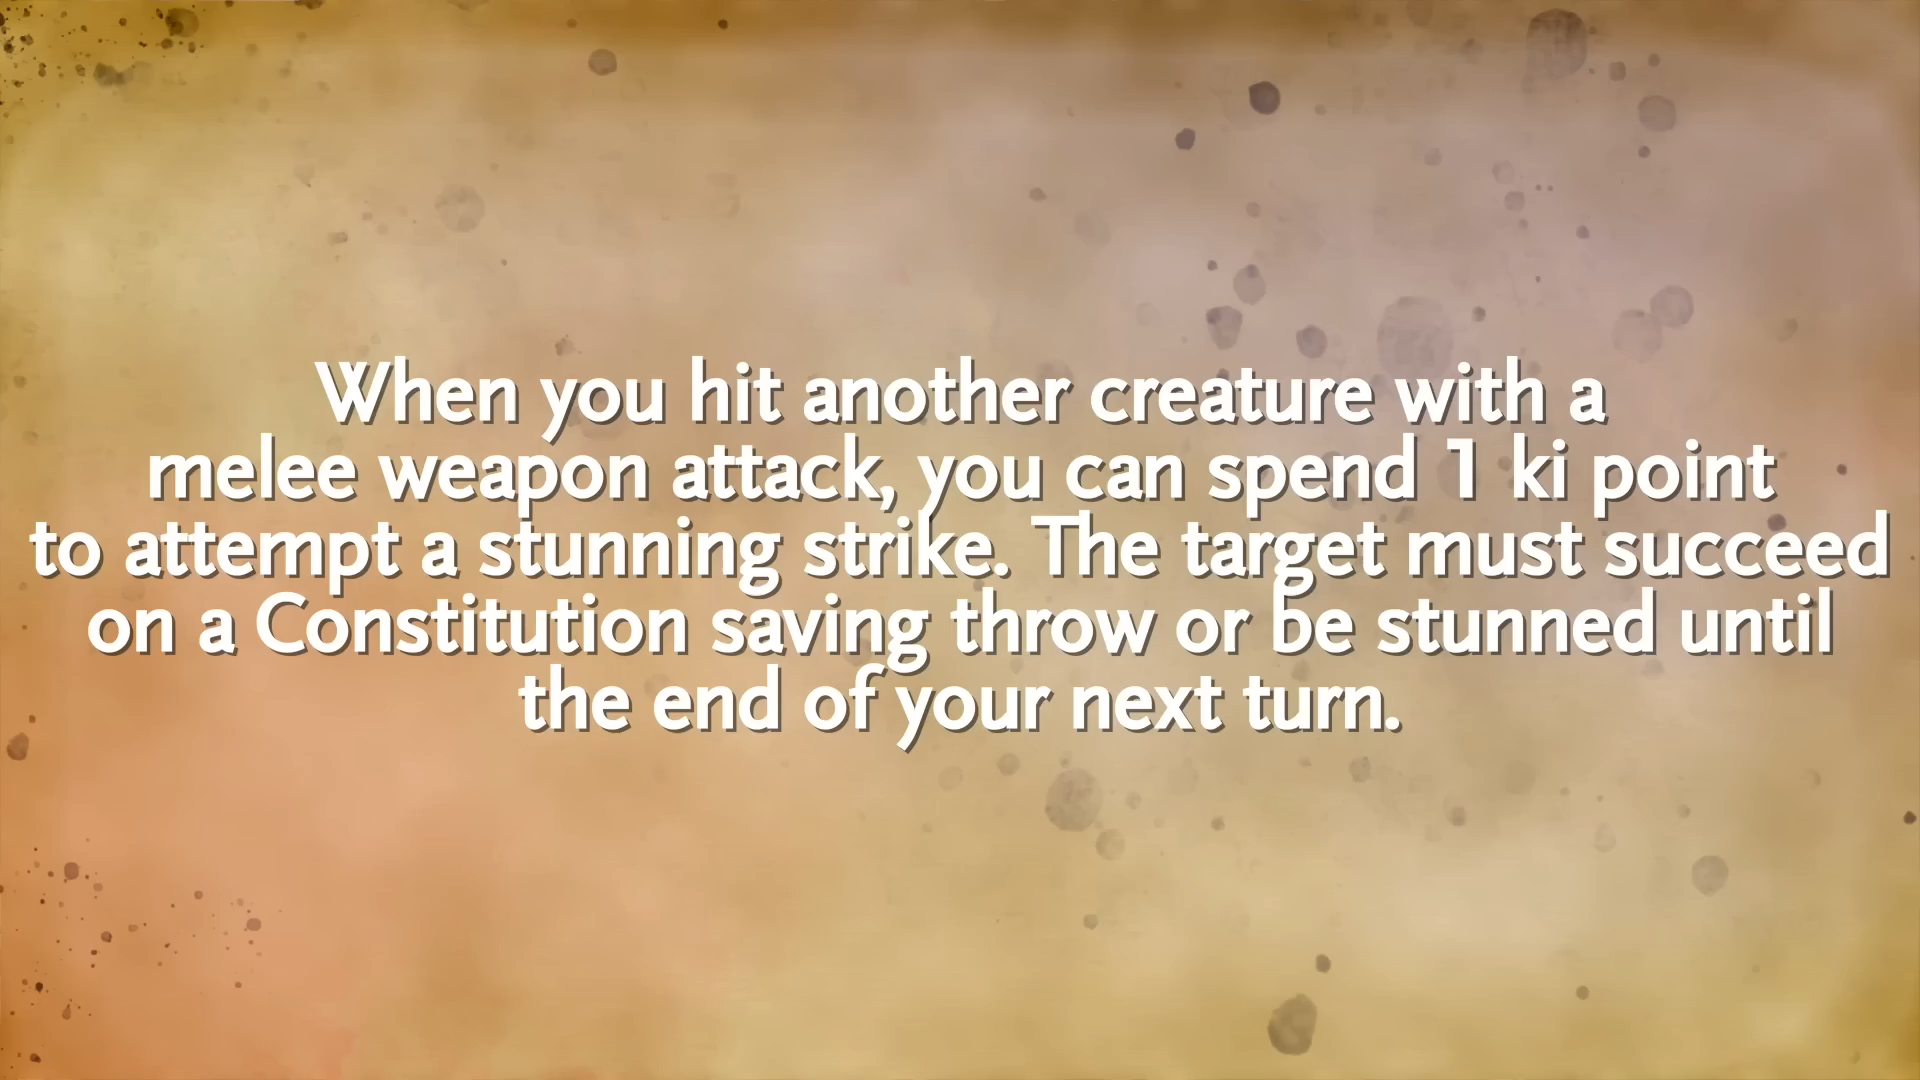 When you hit another creature with a
melee weapon attack, you can spend 1 ki point
to attempt a stunning strike. The target must succeed
on a Constitution saving throw or be stunned until
the end of your next turn.